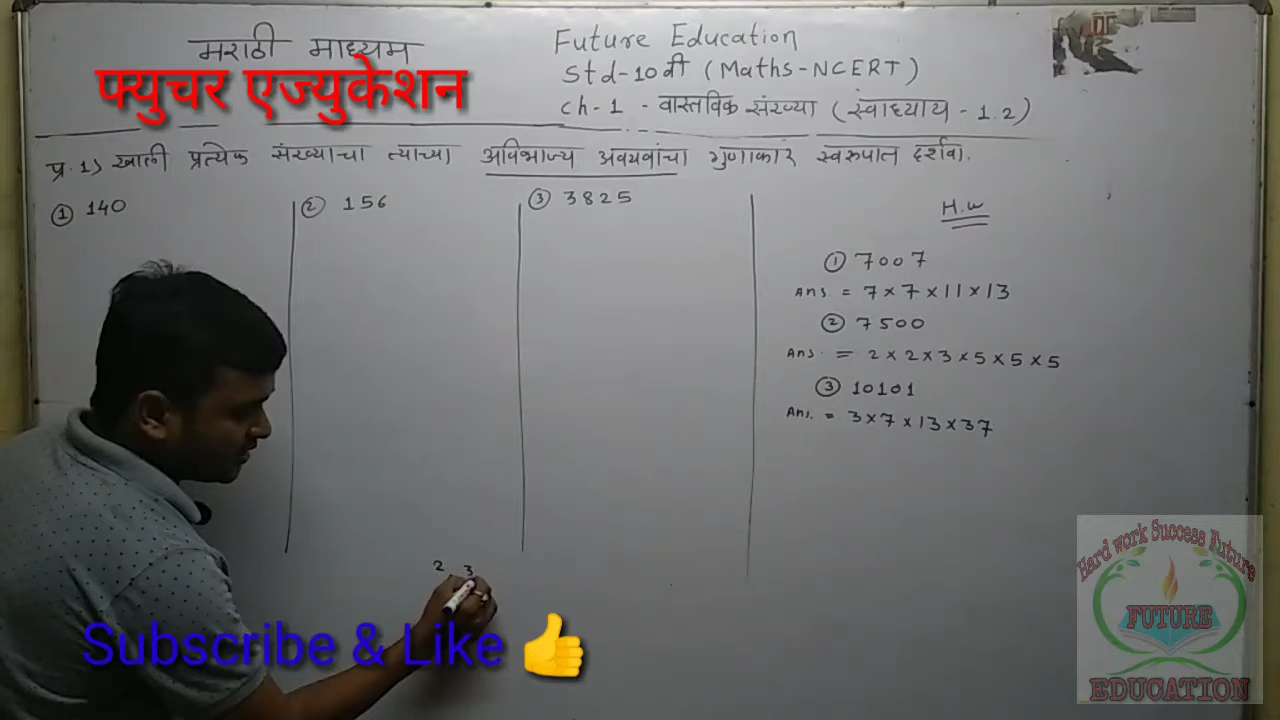 मराठी माध्यम
फ्युचर एज्युकेशन
Future Education
Std-10वी (Maths-NCERT)
Ch-1 - वास्तविक संख्या (स्वाध्याय - 1.2)
प्र. 1) खाली प्रत्येक संख्याचा त्याच्या अविभाज्य अवयवांचा गुणाकार स्वरुपात दर्शवा.
① 140
② 156
③ 3825
H.W
① 7007
Ans. = 7×7×11×13
② 7500
Ans. = 2×2×3×5×5×5
③ 10101
Ans. = 3×7×13×37
2, 3
Subscribe & Like 👍
Hard work Success Future
FUTURE
EDUCATION